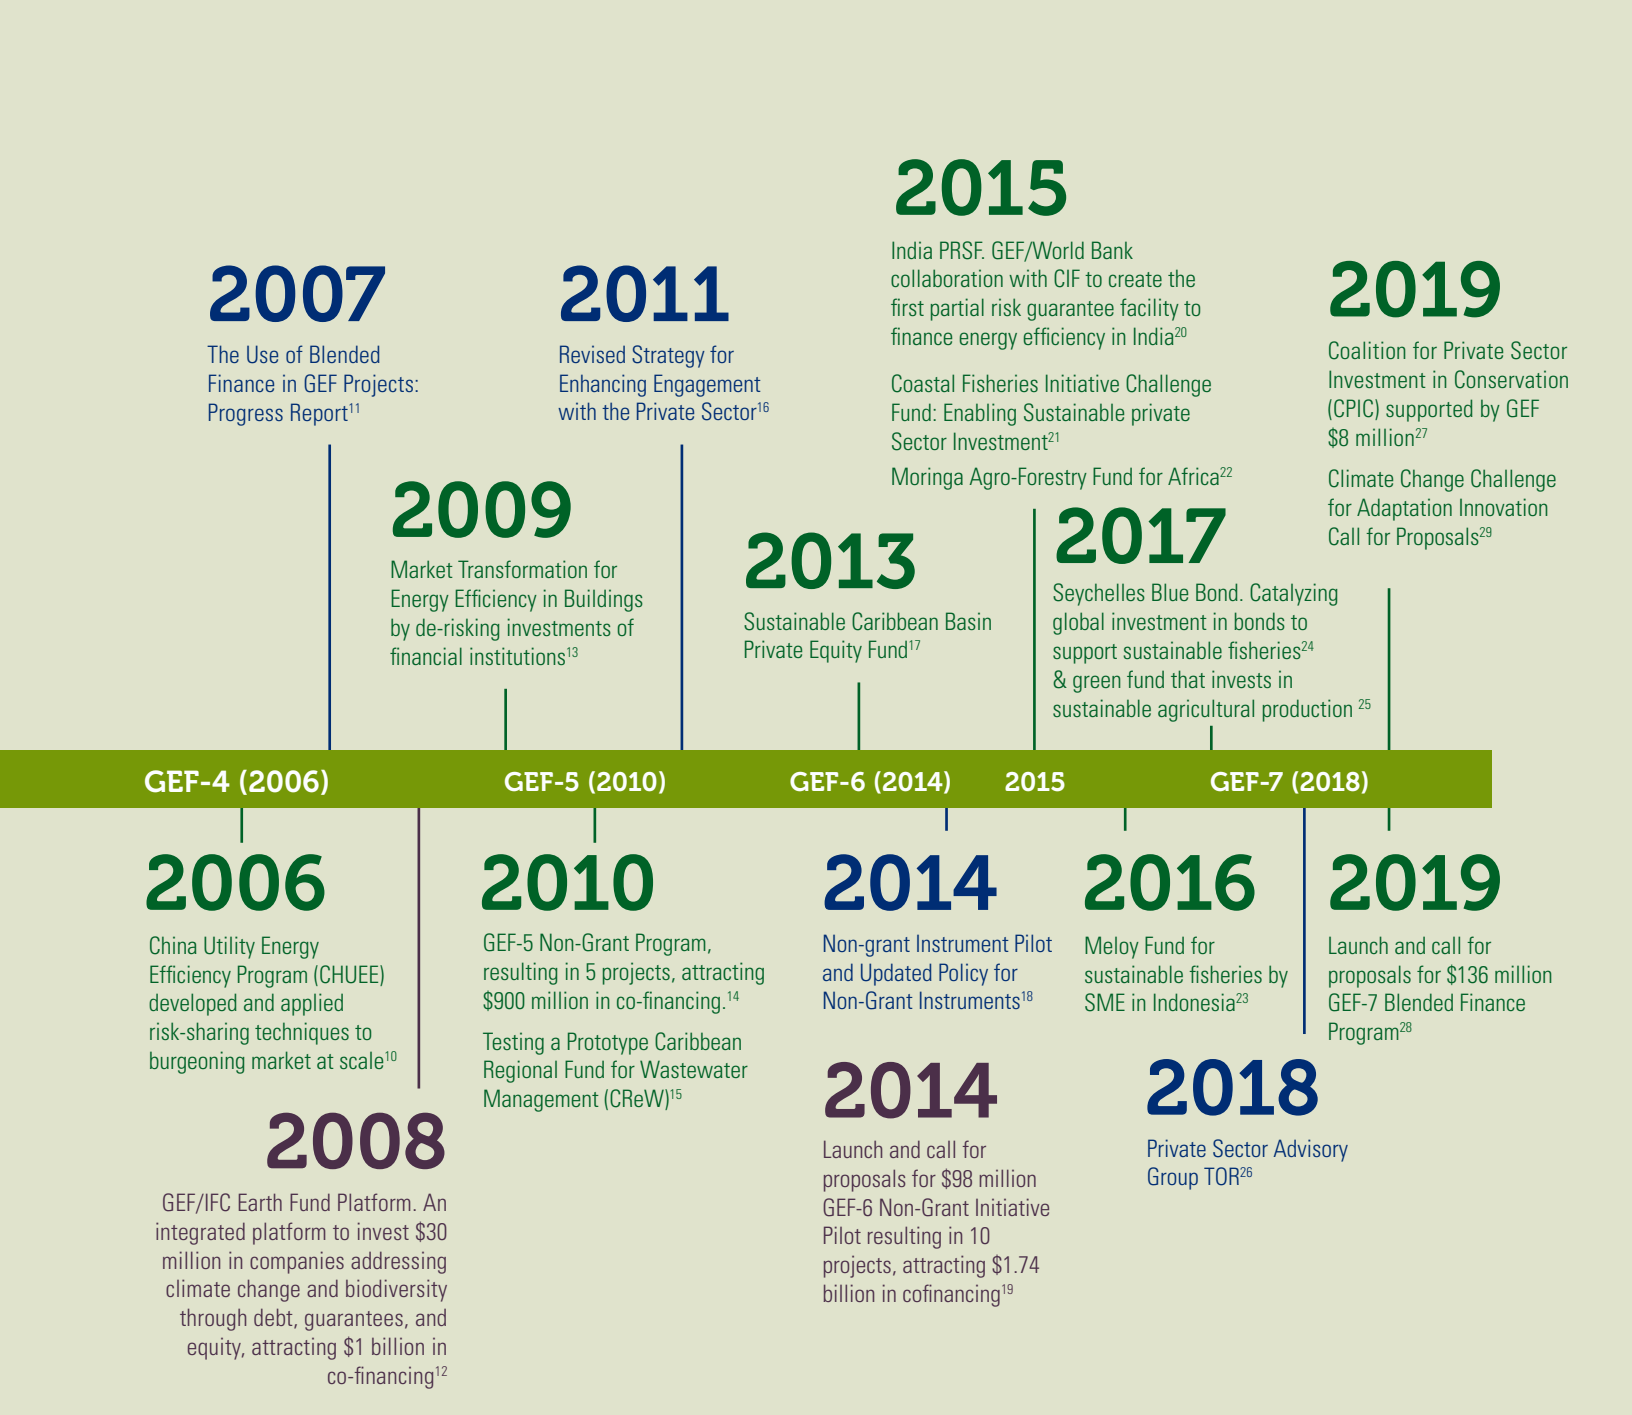 2007
The Use of Blended
Finance in GEF Projects:
Progress Report11
2009
Market Transformation for
Energy Efficiency in Buildings
by de-risking investments of
financial institutions13
2011
Revised Strategy for
Enhancing Engagement
with the Private Sector16
2013
Sustainable Caribbean Basin
Private Equity Fund17
2015
India PRSF. GEF/World Bank
collaboration with CIF to create the
first partial risk guarantee facility to
finance energy efficiency in India20
Coastal Fisheries Initiative Challenge
Fund: Enabling Sustainable private
Sector Investment21
Moringa Agro-Forestry Fund for Africa22
2017
Seychelles Blue Bond. Catalyzing
global investment in bonds to
support sustainable fisheries24
& green fund that invests in
sustainable agricultural production 25
2019
Coalition for Private Sector
Investment in Conservation
(CPIC) supported by GEF
$8 million27
Climate Change Challenge
for Adaptation Innovation
Call for Proposals29
GEF-4 (2006)
GEF-5 (2010)
GEF-6 (2014)
2015
GEF-7 (2018)
2006
China Utility Energy
Efficiency Program (CHUEE)
developed and applied
risk-sharing techniques to
burgeoning market at scale10
2008
GEF/IFC Earth Fund Platform. An
integrated platform to invest $30
million in companies addressing
climate change and biodiversity
through debt, guarantees, and
equity, attracting $1 billion in
co-financing12
2010
GEF-5 Non-Grant Program,
resulting in 5 projects, attracting
$900 million in co-financing.14
Testing a Prototype Caribbean
Regional Fund for Wastewater
Management (CReW)15
2014
Non-grant Instrument Pilot
and Updated Policy for
Non-Grant Instruments18
2014
Launch and call for
proposals for $98 million
GEF-6 Non-Grant Initiative
Pilot resulting in 10
projects, attracting $1.74
billion in cofinancing19
2016
Meloy Fund for
sustainable fisheries by
SME in Indonesia23
2018
Private Sector Advisory
Group TOR26
2019
Launch and call for
proposals for $136 million
GEF-7 Blended Finance
Program28